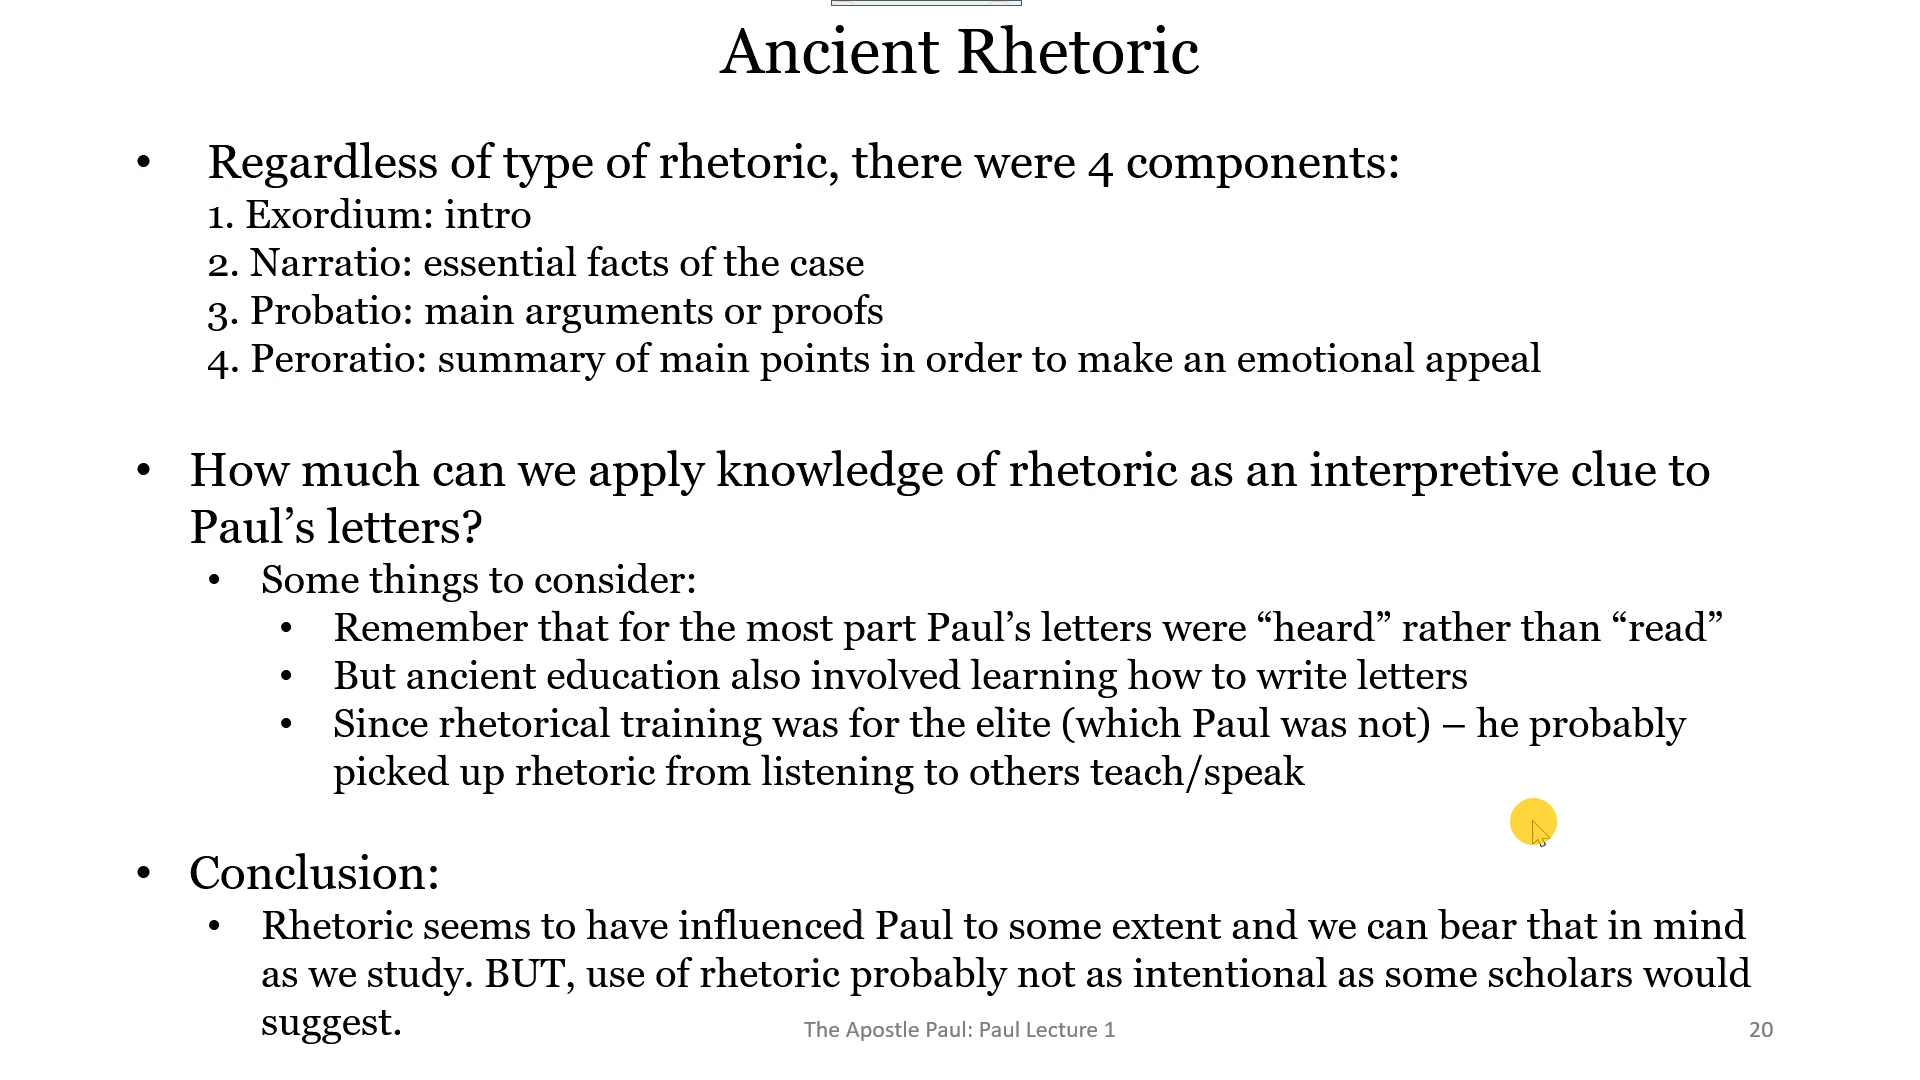 Ancient Rhetoric
• Regardless of type of rhetoric, there were 4 components:
1. Exordium: intro
2. Narratio: essential facts of the case
3. Probatio: main arguments or proofs
4. Peroratio: summary of main points in order to make an emotional appeal
• How much can we apply knowledge of rhetoric as an interpretive clue to
Paul’s letters?
• Some things to consider:
• Remember that for the most part Paul’s letters were “heard” rather than “read”
• But ancient education also involved learning how to write letters
• Since rhetorical training was for the elite (which Paul was not) – he probably
picked up rhetoric from listening to others teach/speak
• Conclusion:
• Rhetoric seems to have influenced Paul to some extent and we can bear that in mind
as we study. BUT, use of rhetoric probably not as intentional as some scholars would
suggest.
The Apostle Paul: Paul Lecture 1
20